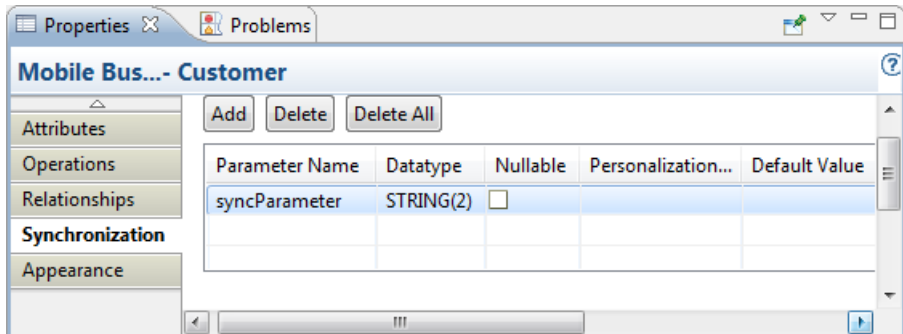 Properties Problems
Mobile Bus...- Customer
Add Delete Delete All
Attributes
Operations
Relationships
Synchronization
Appearance
Parameter Name Datatype Nullable Personalization... Default Value
syncParameter STRING(2)